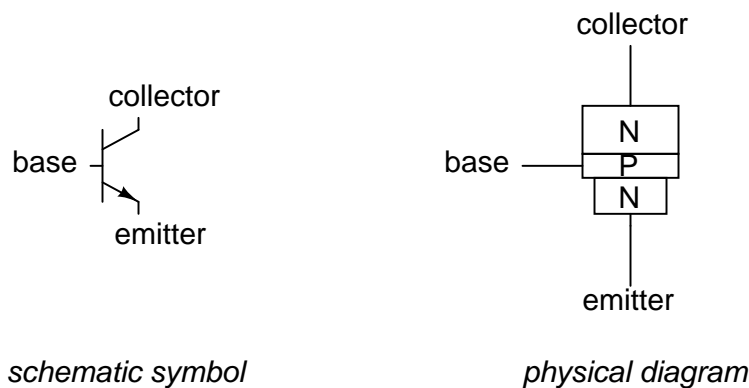 collector
base
emitter
schematic symbol
collector
N
base
P
N
emitter
physical diagram